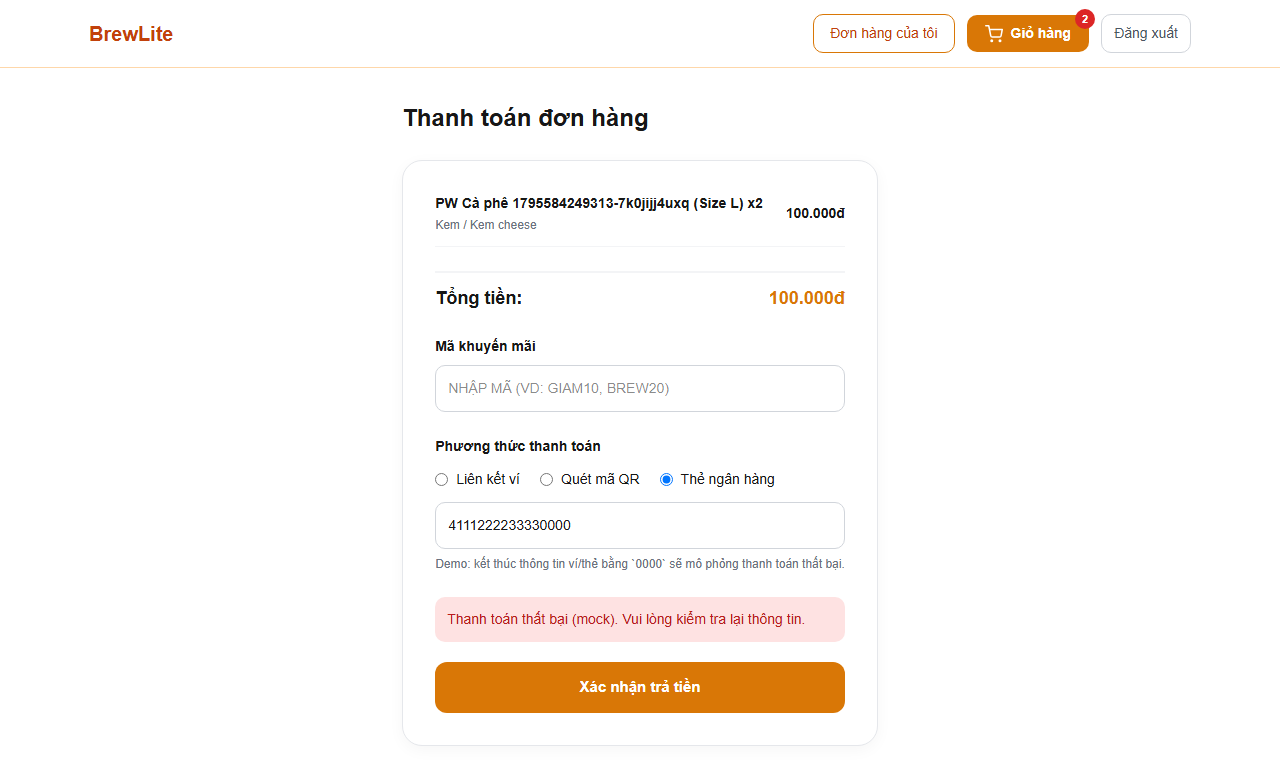 BrewLite
Đơn hàng của tôi
Giỏ hàng
2
Đăng xuất
Thanh toán đơn hàng
PW Cà phê 1795584249313-7k0jijj4uxq (Size L) x2
100.000đ
Kem / Kem cheese
Tổng tiền:
100.000đ
Mã khuyến mãi
NHẬP MÃ (VD: GIAM10, BREW20)
Phương thức thanh toán
Liên kết ví
Quét mã QR
Thẻ ngân hàng
4111222233330000
Demo: kết thúc thông tin ví/thẻ bằng `0000` sẽ mô phỏng thanh toán thất bại.
Thanh toán thất bại (mock). Vui lòng kiểm tra lại thông tin.
Xác nhận trả tiền